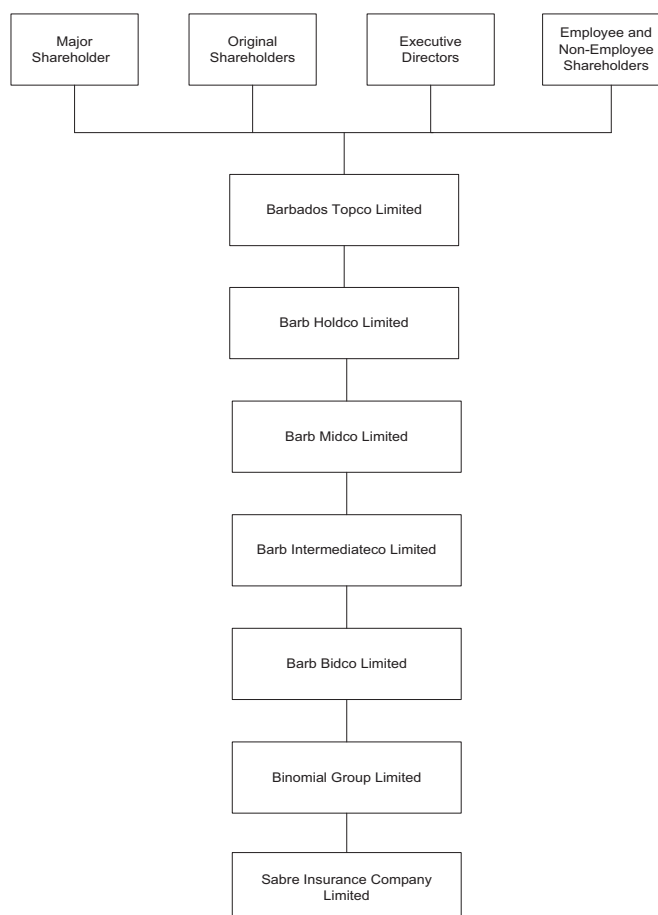 Major
Shareholder
Original
Shareholders
Executive
Directors
Employee and
Non-Employee
Shareholders
Barbados Topco Limited
Barb Holdco Limited
Barb Midco Limited
Barb Intermediateco Limited
Barb Bidco Limited
Binomial Group Limited
Sabre Insurance Company
Limited